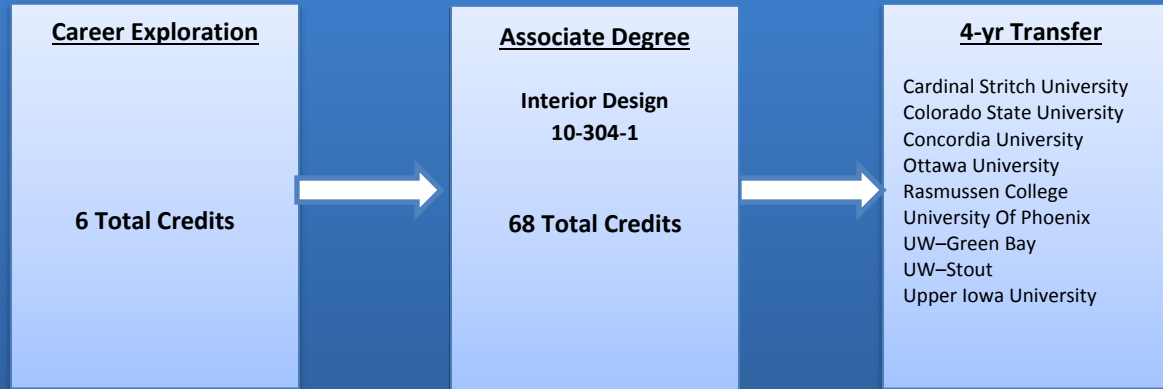 Career Exploration
6 Total Credits
Associate Degree
Interior Design
10-304-1
68 Total Credits
4-yr Transfer
Cardinal Stritch University
Colorado State University
Concordia University
Ottawa University
Rasmussen College
University Of Phoenix
UW–Green Bay
UW–Stout
Upper Iowa University